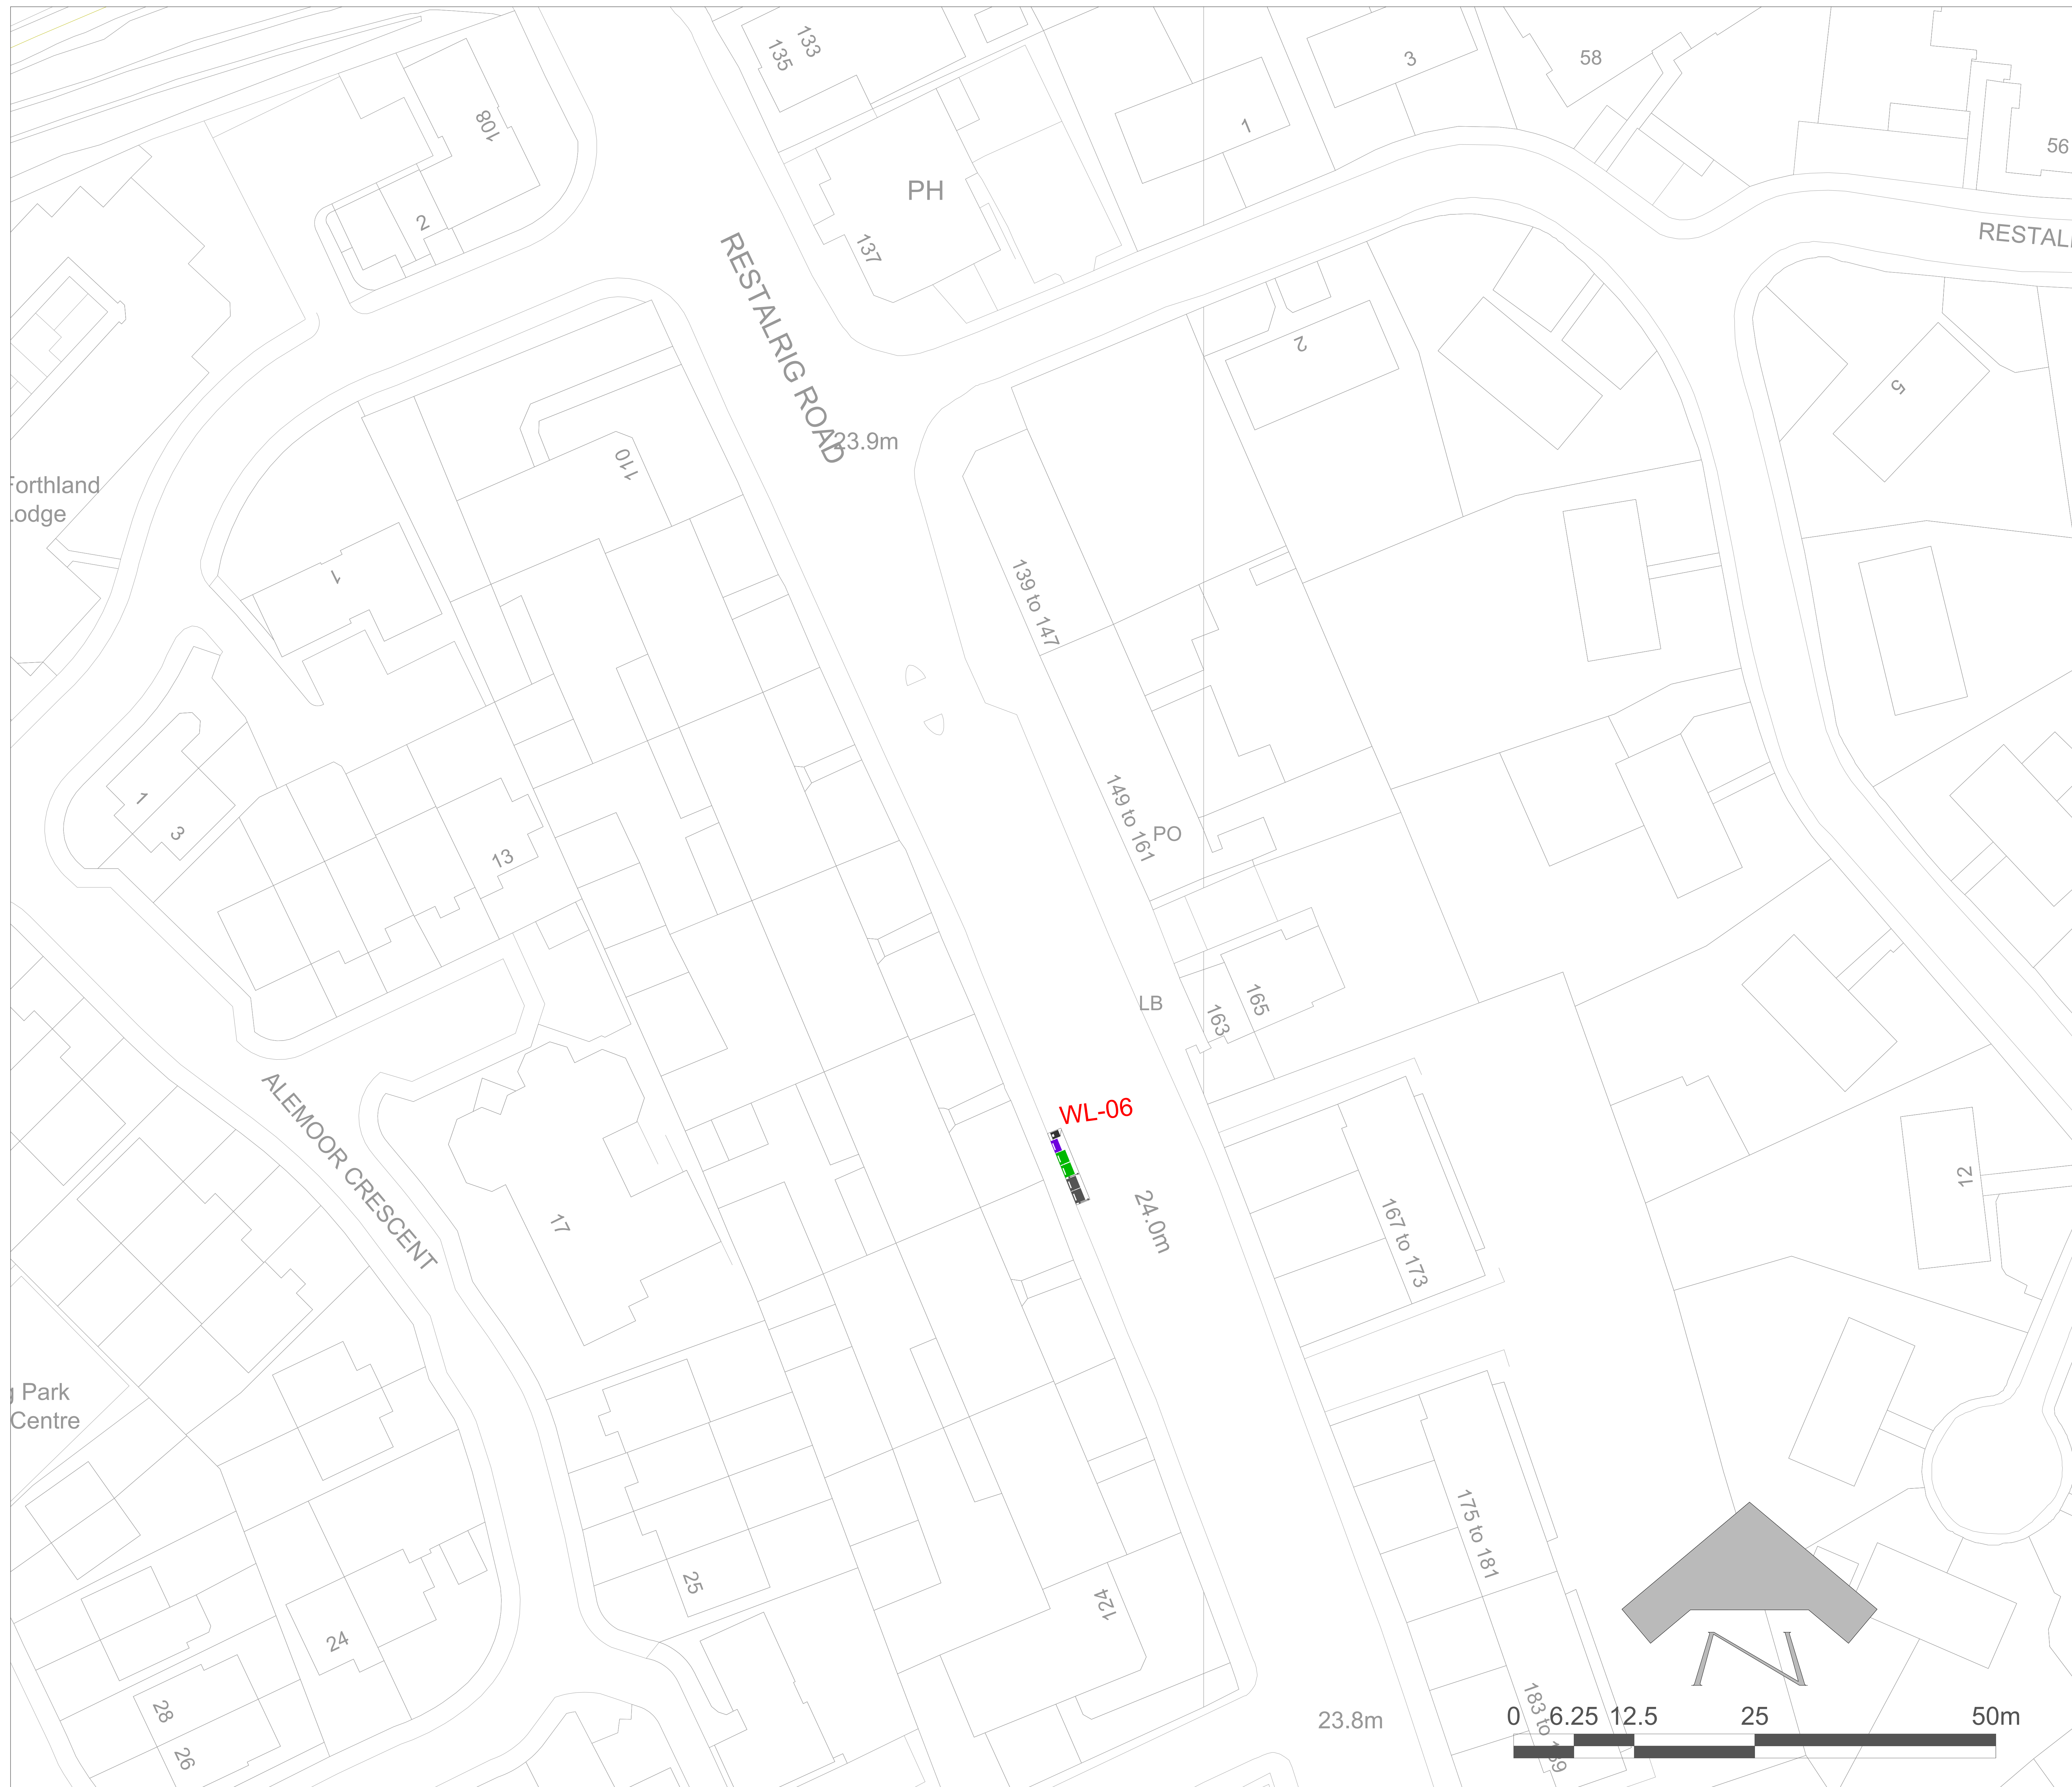 133
135
3
58
108
1
56
PH
2
137
RESTALRIG ROAD
RESTAL
2
5
23.9m
110
Forthland
Lodge
1
139 to 147
1
3
13
149 to 161
PO
165
163
LB
ALEMOOR CRESCENT
WL-06
24.0m
17
167 to 173
12
g Park
Centre
25
175 to 181
124
24
28
26
23.8m
183 to 189
N
0 6.25 12.5 25 50m